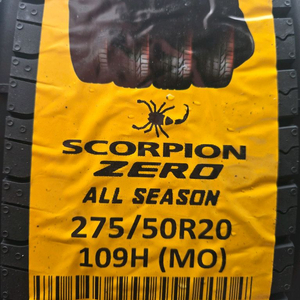 SCORPION
ZERO
ALL SEASON
275/50R20
109H (MO)